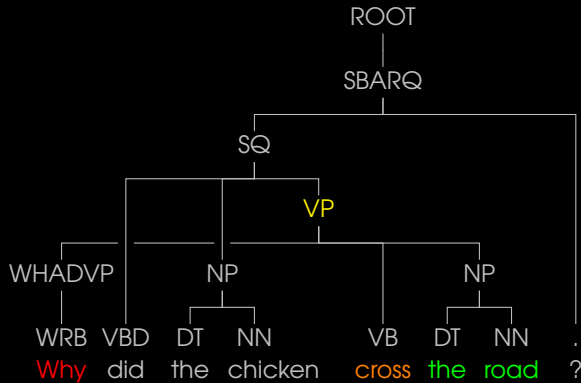 ROOT
SBARQ
SQ
VP
WHADVP NP NP
WRB VBD DT NN VB DT NN .
Why did the chicken cross the road ?